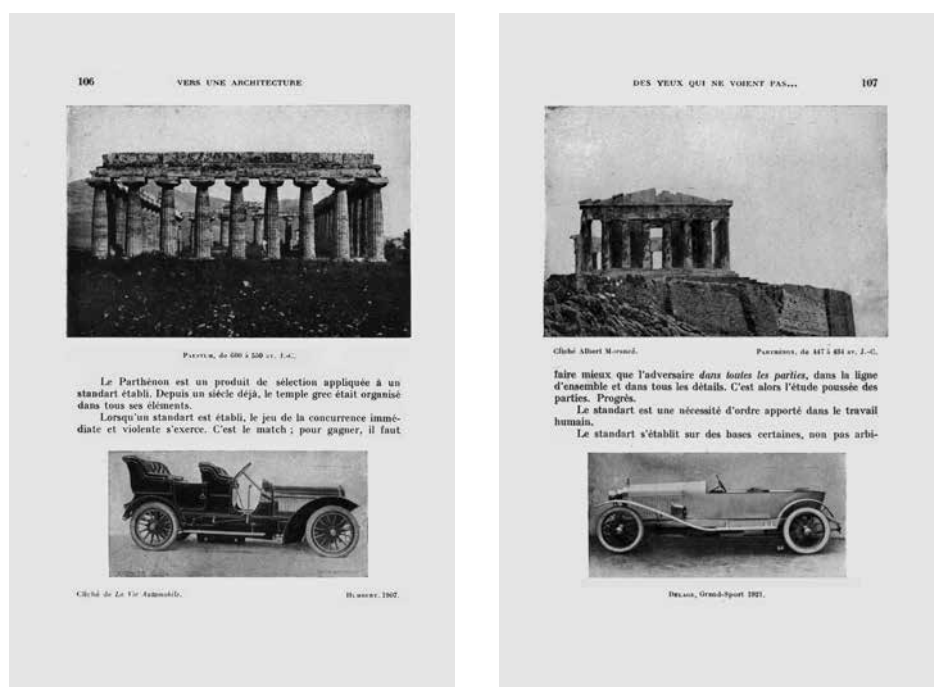 106
VERS UNE ARCHITECTURE
PAESTUM, de 600 à 550 av. J.-C.
Le Parthénon est un produit de sélection appliquée à un
standart établi. Depuis un siècle déjà, le temple grec était organisé
dans tous ses éléments.
Lorsqu'un standart est établi, le jeu de la concurrence immé-
diate et violente s'exerce. C'est le match ; pour gagner, il faut
Cliché de La Vie Automobile.
HUMBERT, 1907.
DES YEUX QUI NE VOIENT PAS...
107
Cliché Albert Morancé.
PARTHÉNON, de 447 à 434 av. J.-C.
faire mieux que l'adversaire dans toutes les parties, dans la ligne
d'ensemble et dans tous les détails. C'est alors l'étude poussée des
parties. Progrès.
Le standart est une nécessité d'ordre apporté dans le travail
humain.
Le standart s'établit sur des bases certaines, non pas arbi-
DELAGE, Grand-Sport 1921.